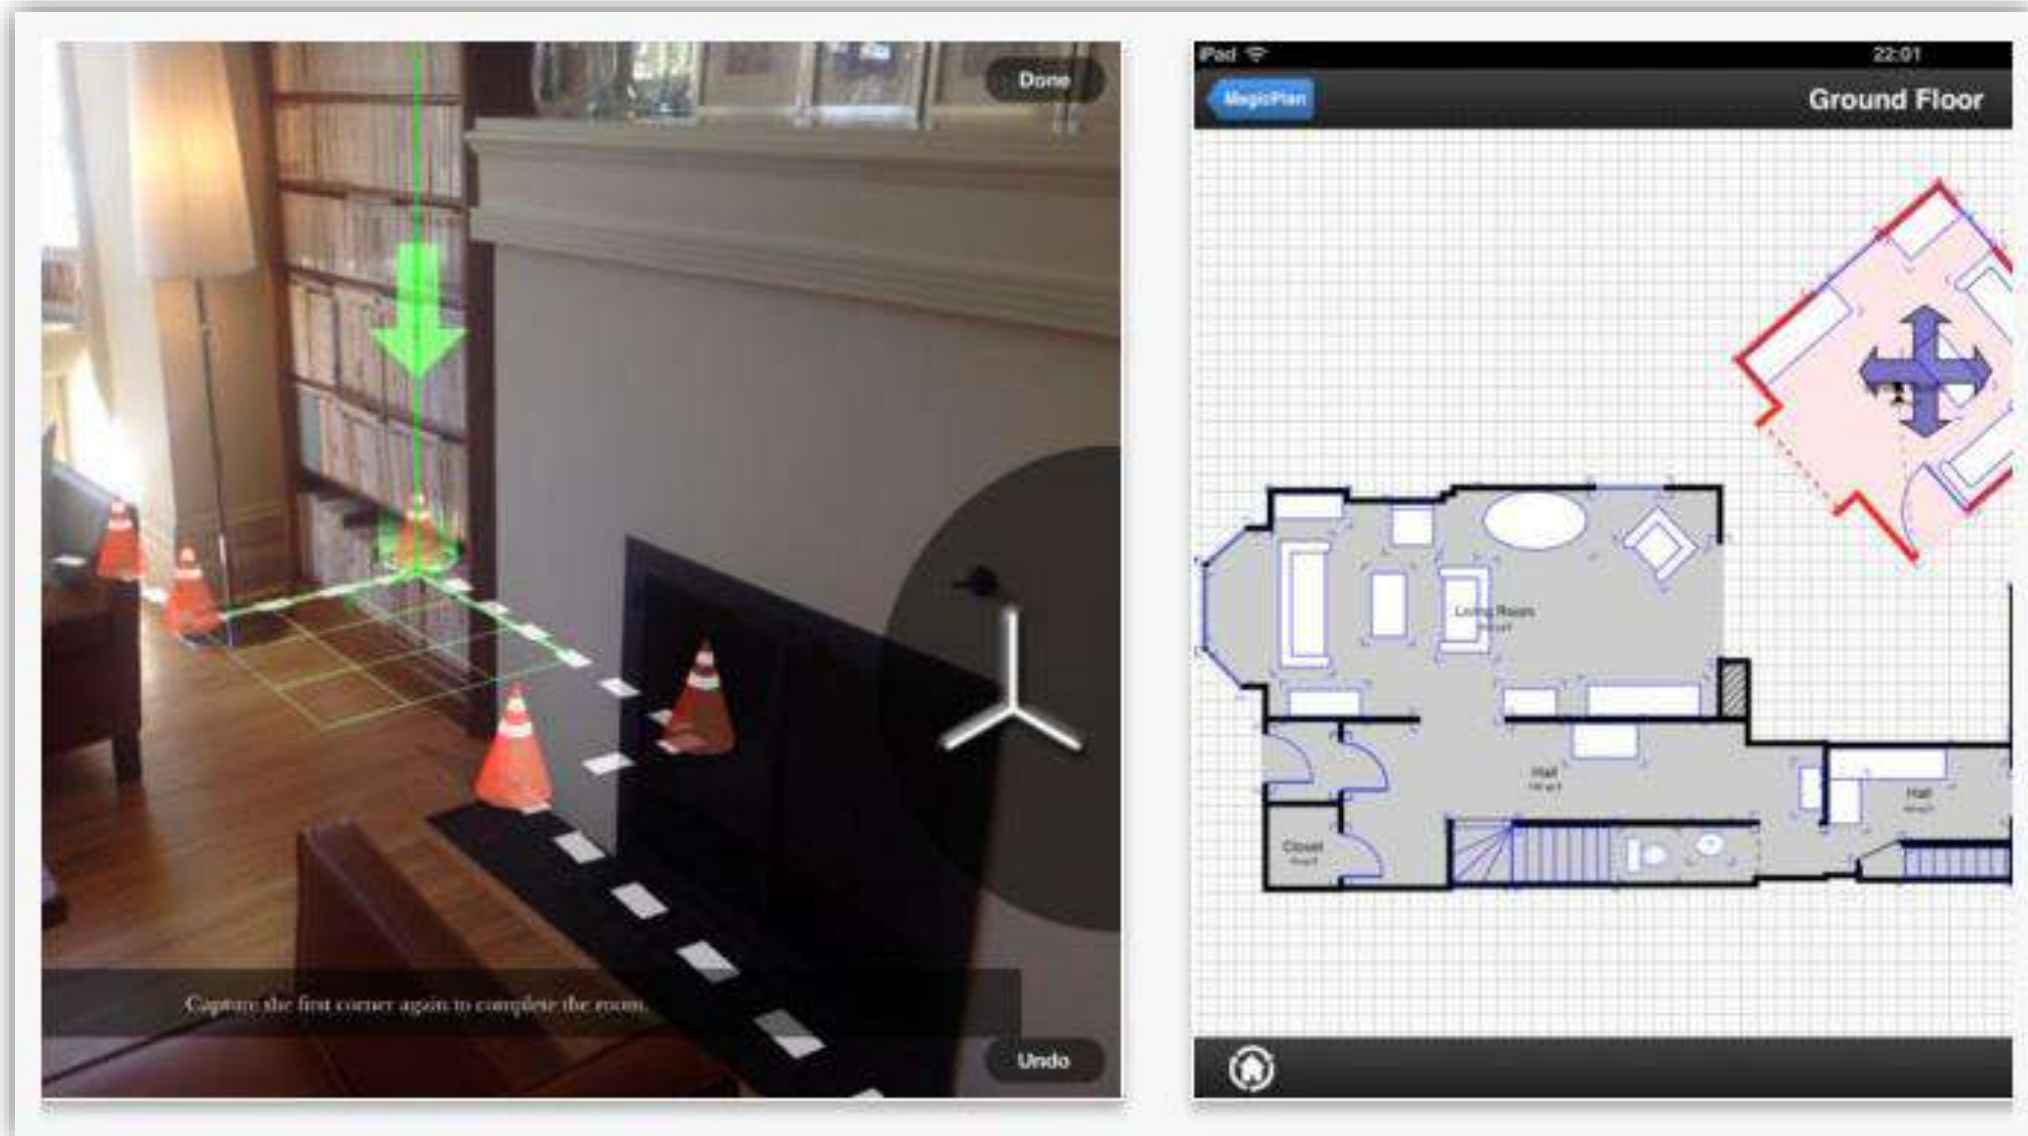 Done
Capture the first corner again to complete the room.
Undo
iPad
22:01
MagicPlan
Ground Floor
Living Room
Hall
Hall
Closet